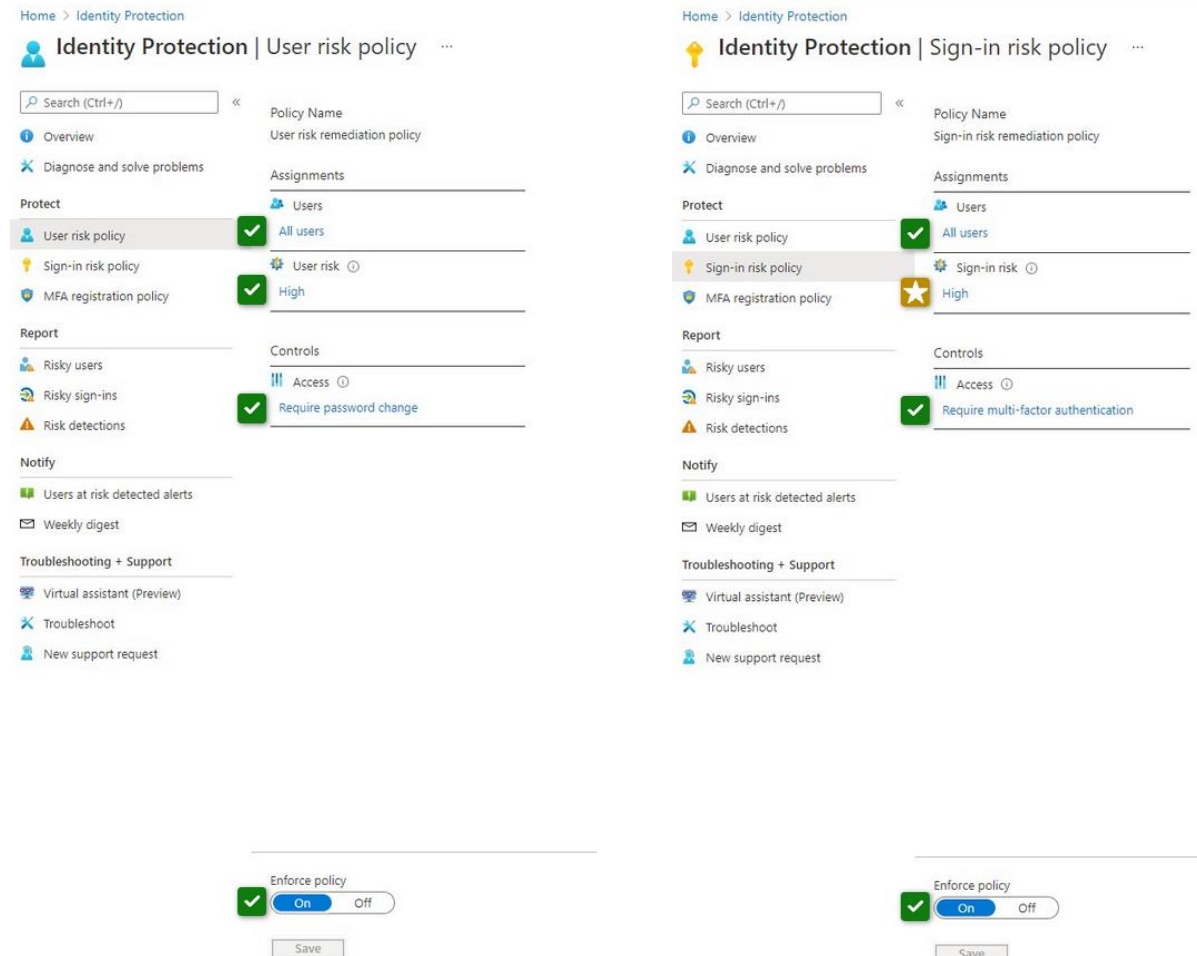 Home > Identity Protection
Identity Protection | User risk policy ...
Search (Ctrl+/) «
Overview
Diagnose and solve problems
Protect
User risk policy
Sign-in risk policy
MFA registration policy
Report
Risky users
Risky sign-ins
Risk detections
Notify
Users at risk detected alerts
Weekly digest
Troubleshooting + Support
Virtual assistant (Preview)
Troubleshoot
New support request
Policy Name
User risk remediation policy
Assignments
Users
All users
User risk
High
Controls
Access
Require password change
Enforce policy
On Off
Save
Home > Identity Protection
Identity Protection | Sign-in risk policy ...
Search (Ctrl+/) «
Overview
Diagnose and solve problems
Protect
User risk policy
Sign-in risk policy
MFA registration policy
Report
Risky users
Risky sign-ins
Risk detections
Notify
Users at risk detected alerts
Weekly digest
Troubleshooting + Support
Virtual assistant (Preview)
Troubleshoot
New support request
Policy Name
Sign-in risk remediation policy
Assignments
Users
All users
Sign-in risk
High
Controls
Access
Require multi-factor authentication
Enforce policy
On Off
Save